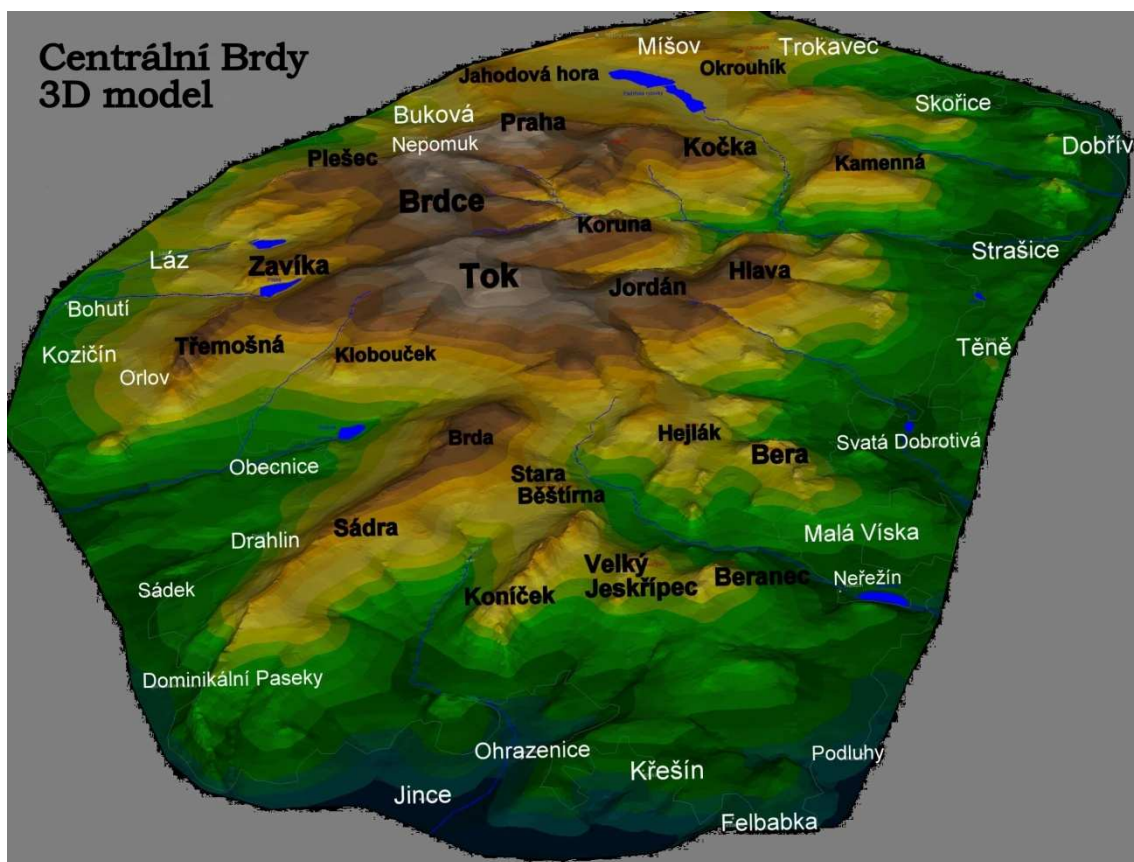 Centrální Brdy
3D model
Míšov
Trokavec
Jahodová hora
Okrouhík
Skořice
Buková
Praha
Nepomuk
Kočka
Dobřív
Plešec
Kamenná
Brdce
Koruna
Strašice
Láz
Zavíka
Tok
Hlava
Jordán
Bohutí
Těně
Kozičín
Třemošná
Klobouček
Orlov
Brda
Hejlák
Svatá Dobrotivá
Bera
Obecnice
Stara
Běštírna
Sádra
Drahlin
Malá Víska
Velký
Jeskřípec
Beranec
Neřežín
Sádek
Koníček
Dominikální Paseky
Ohrazenice
Podluhy
Křešín
Jince
Felbabka